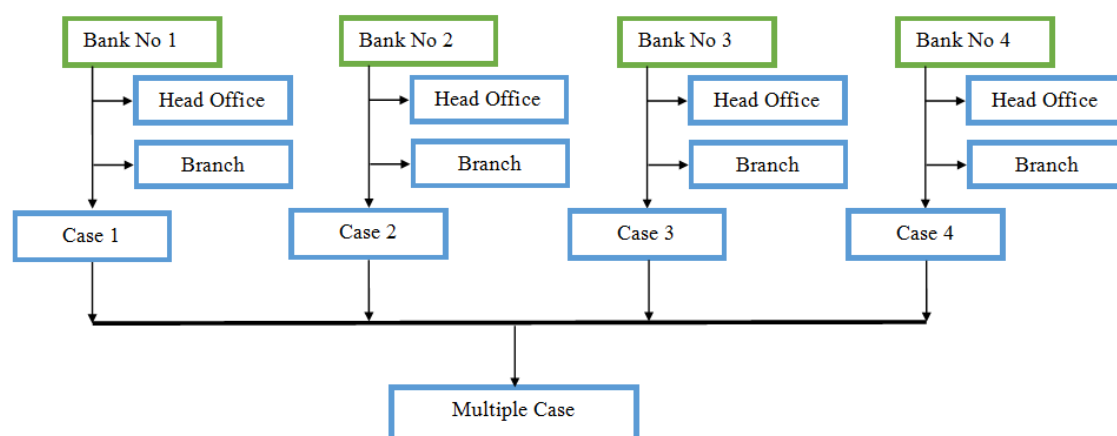 Bank No 1
Bank No 2
Bank No 3
Bank No 4
Head Office
Head Office
Head Office
Head Office
Branch
Branch
Branch
Branch
Case 1
Case 2
Case 3
Case 4
Multiple Case